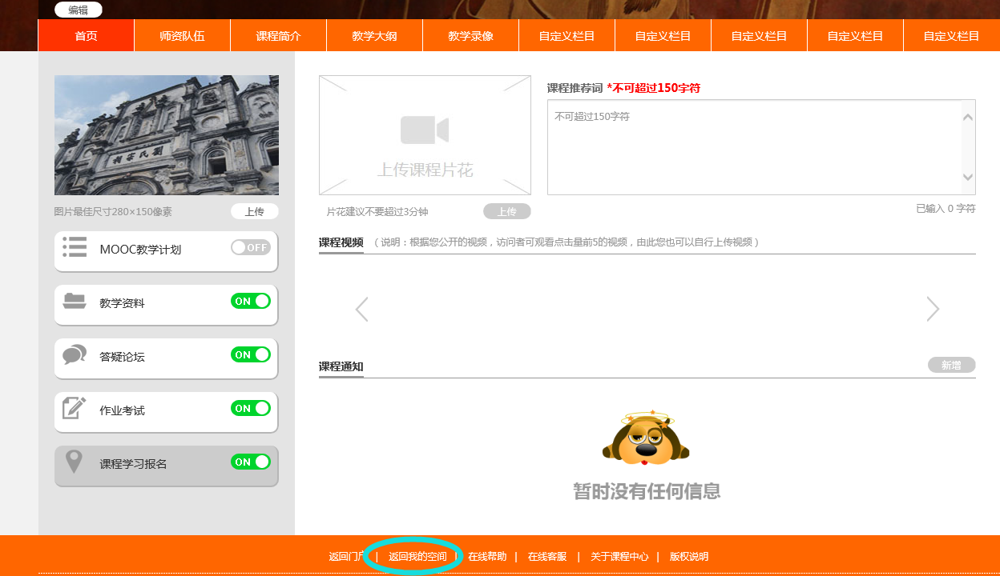 编辑
首页 师资队伍 课程简介 教学大纲 教学录像 自定义栏目 自定义栏目 自定义栏目 自定义栏目 自定义栏目
图片最佳尺寸280×150像素 上传
MOOC教学计划 OFF
教学资料 ON
答疑论坛 ON
作业考试 ON
课程学习报名 ON
上传课程片花
片花建议不要超过3分钟 上传
课程推荐词 *不可超过150字符
不可超过150字符
已输入 0 字符
课程视频 （说明：根据您公开的视频，访问者可观看点击量前5的视频，由此您也可以自行上传视频）
课程通知 新增
暂时没有任何信息
返回门户 | 返回我的空间 | 在线帮助 | 在线客服 | 关于课程中心 | 版权说明